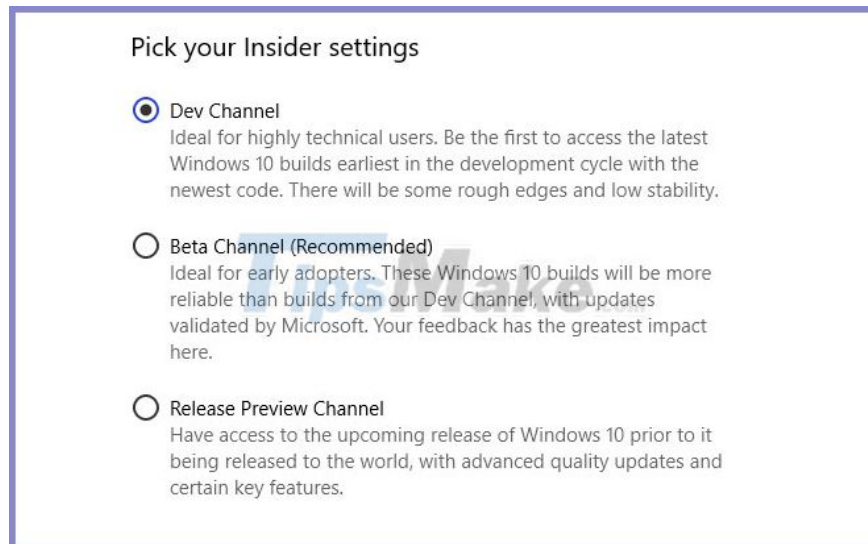 Pick your Insider settings
Dev Channel
Ideal for highly technical users. Be the first to access the latest
Windows 10 builds earliest in the development cycle with the
newest code. There will be some rough edges and low stability.
Beta Channel (Recommended)
Ideal for early adopters. These Windows 10 builds will be more
reliable than builds from our Dev Channel, with updates
validated by Microsoft. Your feedback has the greatest impact
here.
TipsMake.com
Release Preview Channel
Have access to the upcoming release of Windows 10 prior to it
being released to the world, with advanced quality updates and
certain key features.